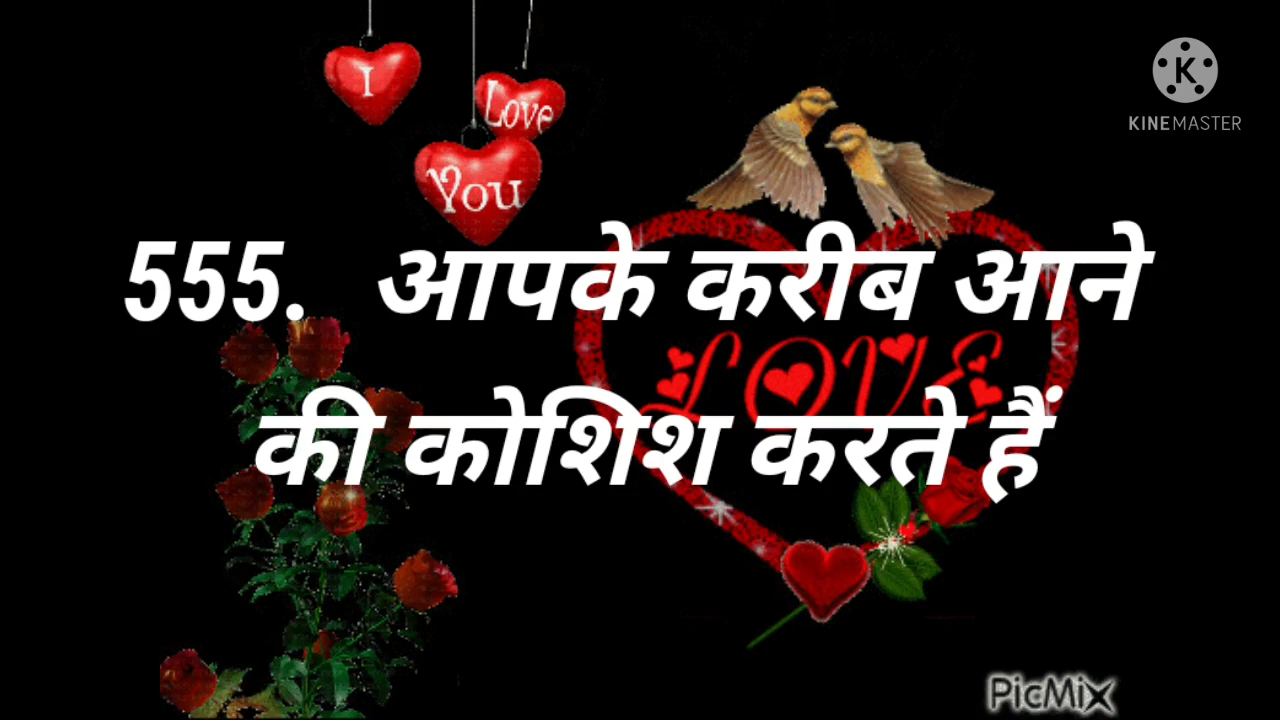 I
Love
You
K
KINEMASTER
555. आपके करीब आने
LOVE
की कोशिश करते हैं
PicMix